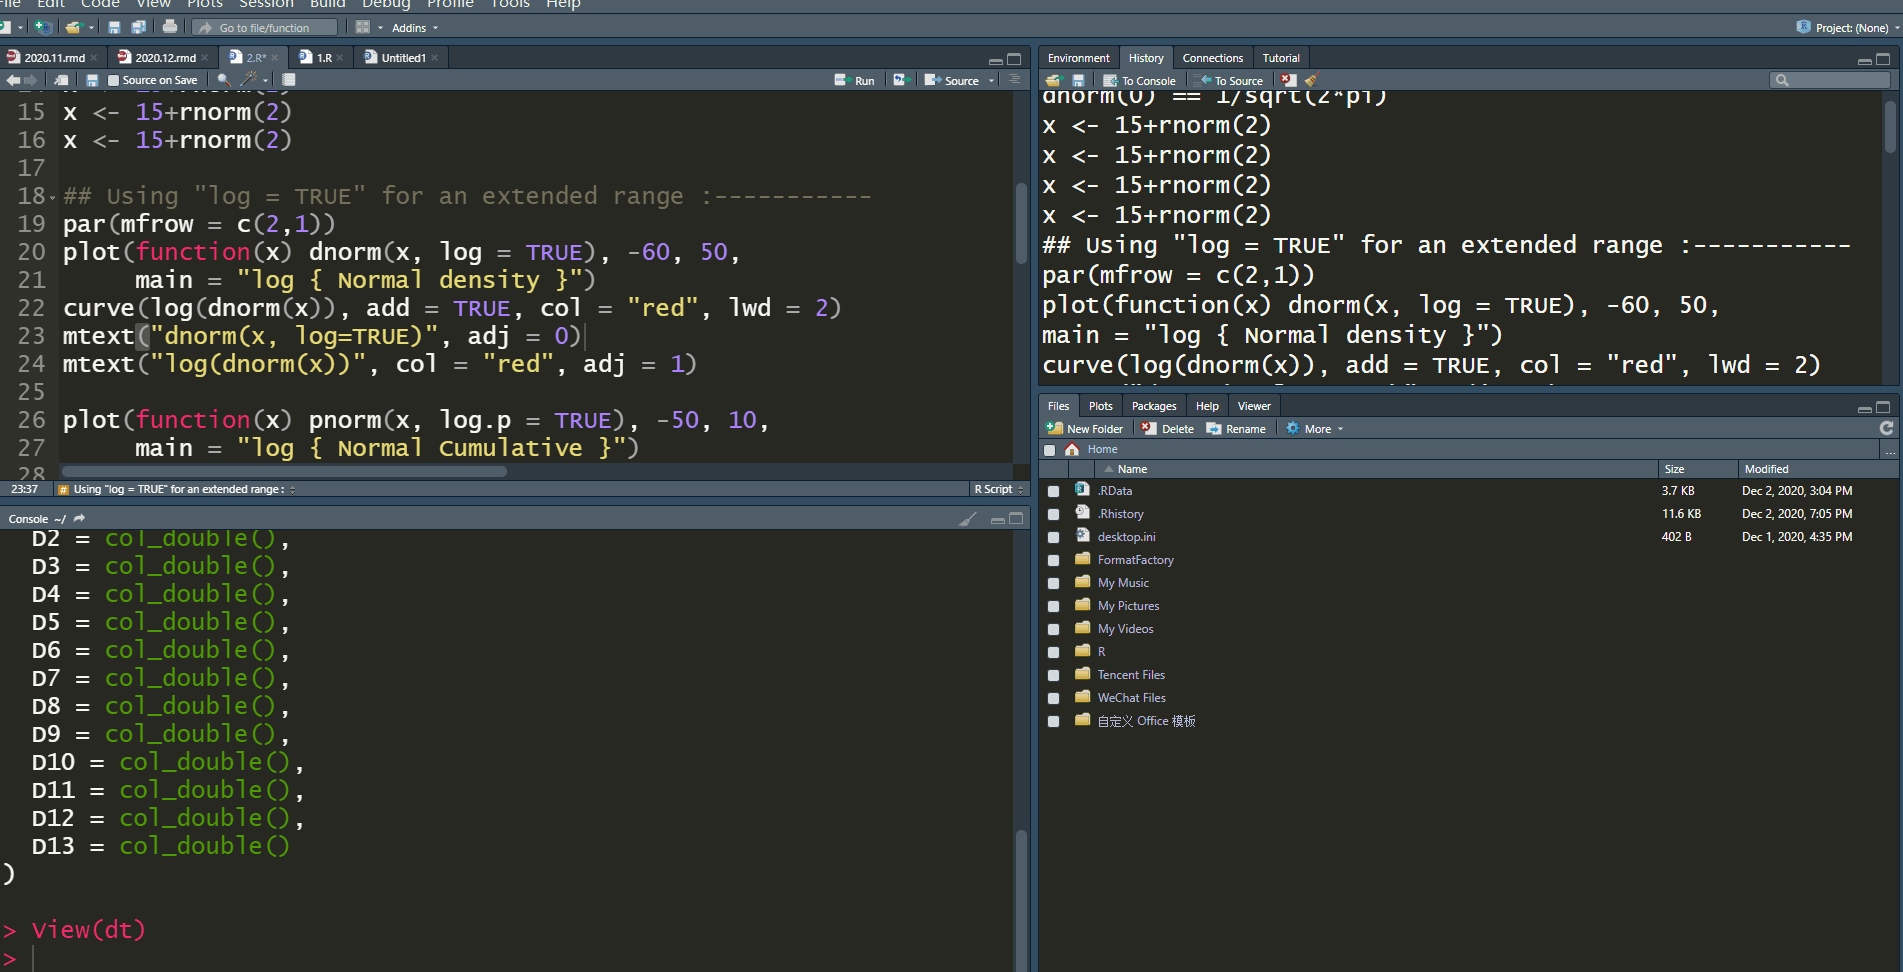 File Edit Code View Plots Session Build Debug Profile Tools Help
Go to file/function Addins Project: (None)
2020.11.rmd 2020.12.rmd 2.R* 1.R Untitled1
Source on Save Run Source
15 x <- 15+rnorm(2)
16 x <- 15+rnorm(2)
17
18 ## Using "log = TRUE" for an extended range :-----------
19 par(mfrow = c(2,1))
20 plot(function(x) dnorm(x, log = TRUE), -60, 50,
21 main = "log { Normal density }")
22 curve(log(dnorm(x)), add = TRUE, col = "red", lwd = 2)
23 mtext("dnorm(x, log=TRUE)", adj = 0)
24 mtext("log(dnorm(x))", col = "red", adj = 1)
25
26 plot(function(x) pnorm(x, log.p = TRUE), -50, 10,
27 main = "log { Normal Cumulative }")
28
23:37 # Using "log = TRUE" for an extended range : R Script
Console ~/
D2 = col_double(),
D3 = col_double(),
D4 = col_double(),
D5 = col_double(),
D6 = col_double(),
D7 = col_double(),
D8 = col_double(),
D9 = col_double(),
D10 = col_double(),
D11 = col_double(),
D12 = col_double(),
D13 = col_double()
)
> View(dt)
>
Environment History Connections Tutorial
To Console To Source
dnorm(0) == 1/sqrt(2*pi)
x <- 15+rnorm(2)
x <- 15+rnorm(2)
x <- 15+rnorm(2)
x <- 15+rnorm(2)
## Using "log = TRUE" for an extended range :-----------
par(mfrow = c(2,1))
plot(function(x) dnorm(x, log = TRUE), -60, 50,
main = "log { Normal density }")
curve(log(dnorm(x)), add = TRUE, col = "red", lwd = 2)
Files Plots Packages Help Viewer
New Folder Delete Rename More
Home ...
Name Size Modified
.RData 3.7 KB Dec 2, 2020, 3:04 PM
.Rhistory 11.6 KB Dec 2, 2020, 7:05 PM
desktop.ini 402 B Dec 1, 2020, 4:35 PM
FormatFactory
My Music
My Pictures
My Videos
R
Tencent Files
WeChat Files
自定义 Office 模板